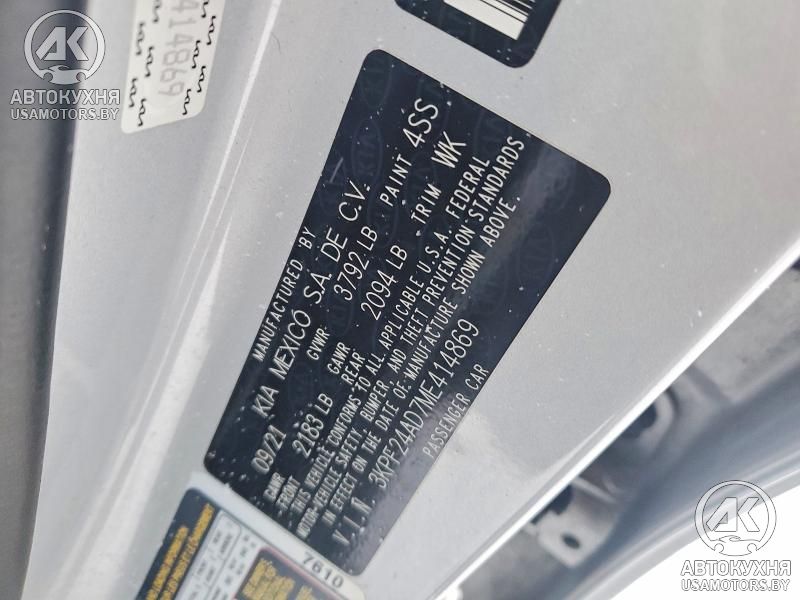 АВТОКУХНЯ
USAMOTORS.BY
414869
MANUFACTURED BY
09/21 KIA MEXICO S.A. DE C.V.
GVWR 3792 LB PAINT 4SS
GAWR FRONT 2183 LB GAWR REAR 2094 LB TRIM WK
THIS VEHICLE CONFORMS TO ALL APPLICABLE U.S.A. FEDERAL
MOTOR-VEHICLE SAFETY, BUMPER, AND THEFT PREVENTION STANDARDS
IN EFFECT ON THE DATE OF MANUFACTURE SHOWN ABOVE.
V.I.N 3KPF24AD7ME414869
PASSENGER CAR
7610
АВТОКУХНЯ
USAMOTORS.BY